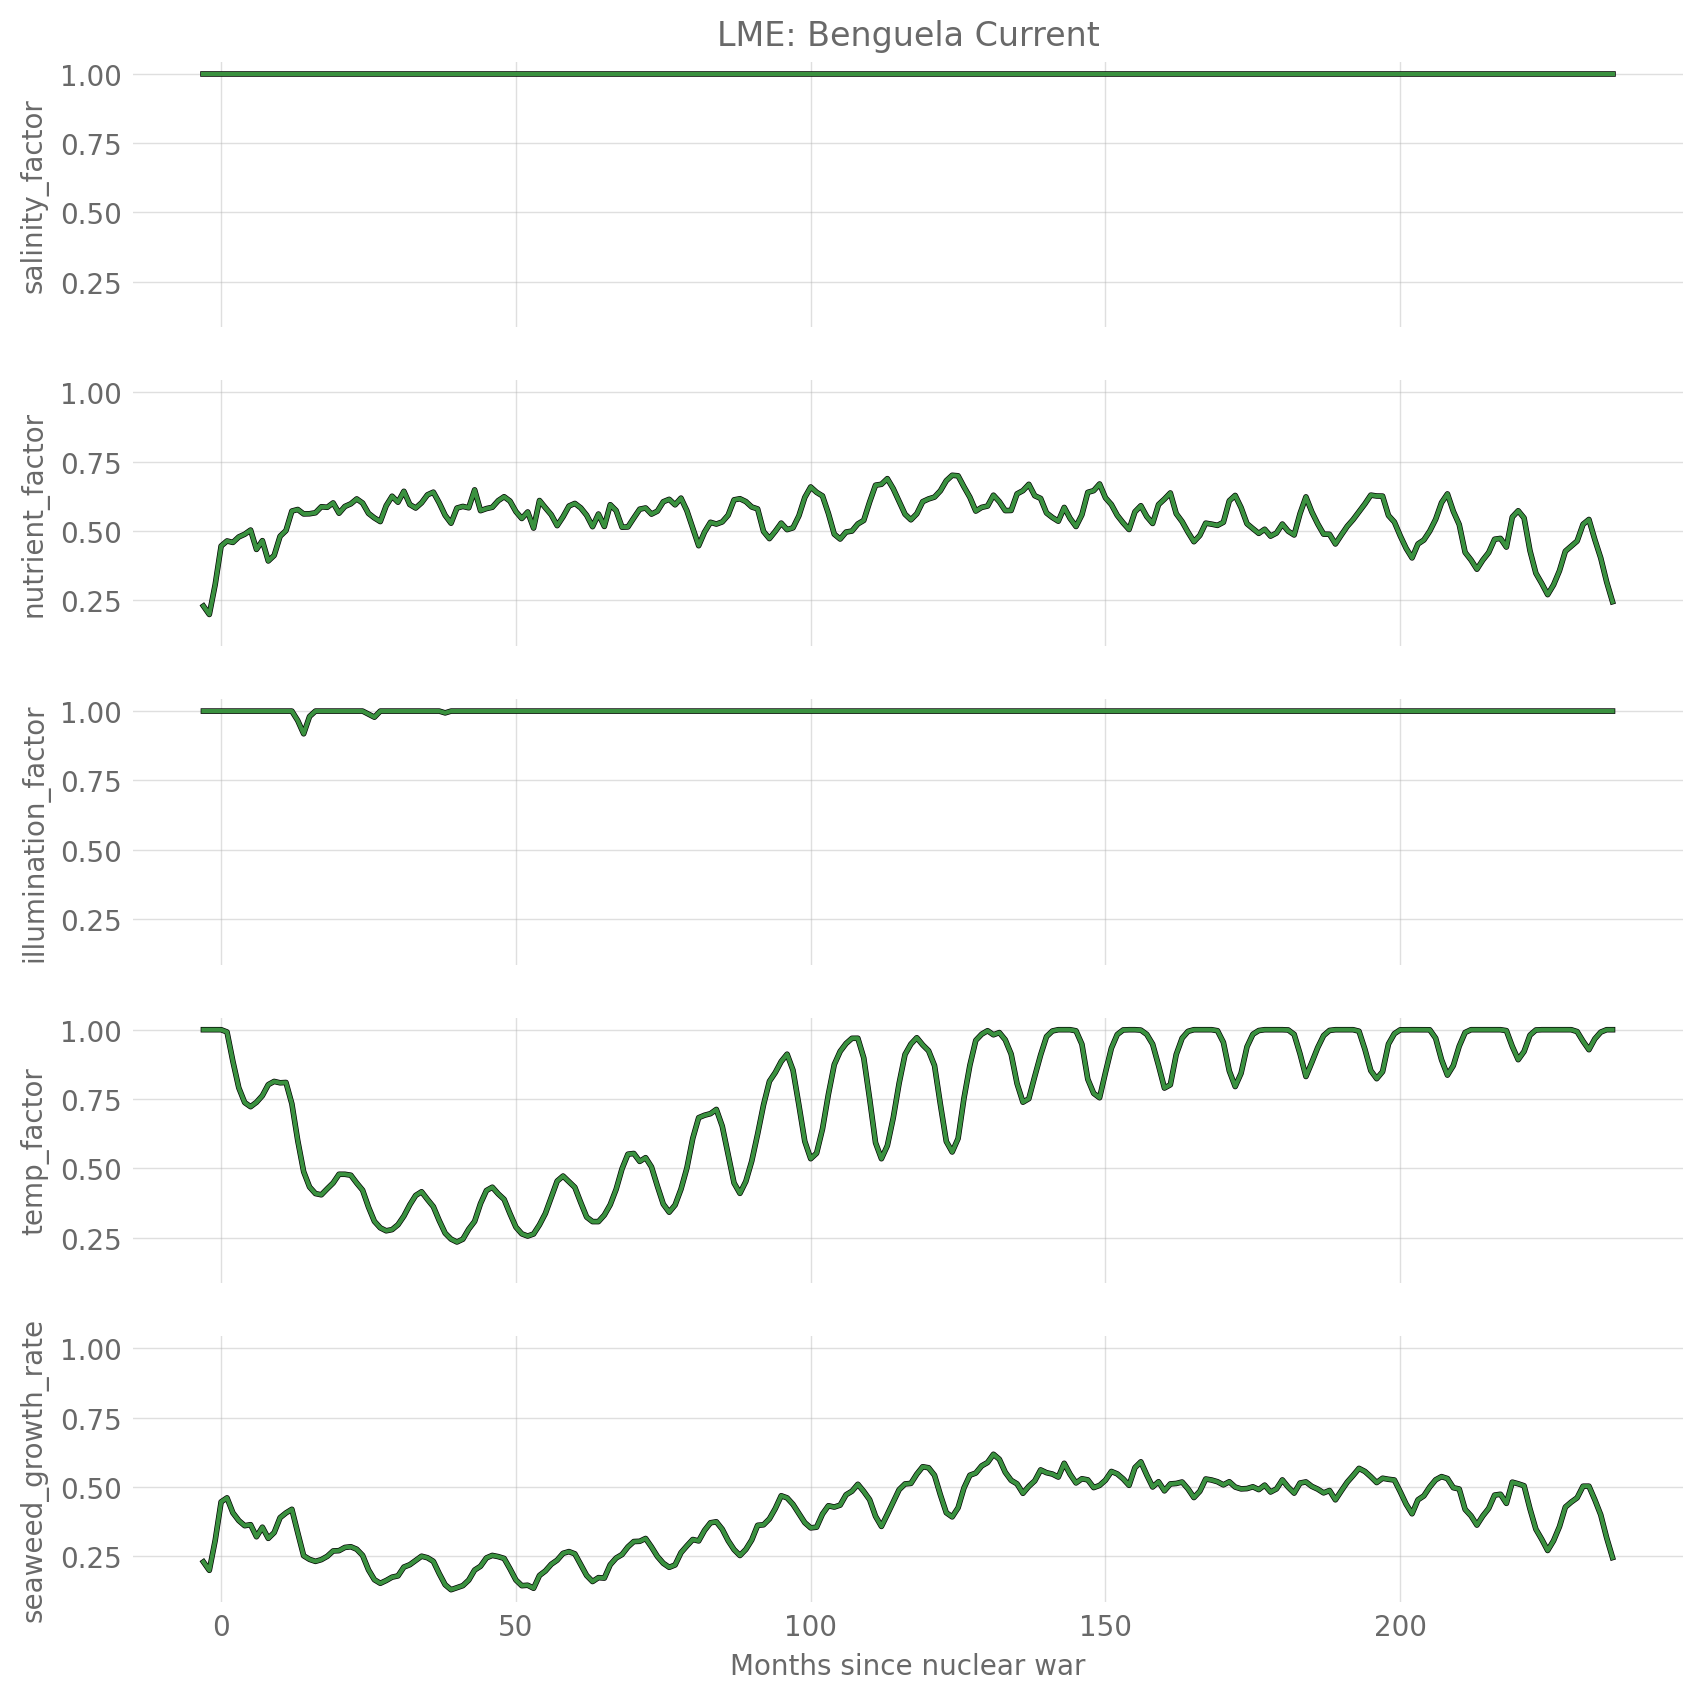 LME: Benguela Current
salinity_factor
1.00
0.75
0.50
0.25
nutrient_factor
1.00
0.75
0.50
0.25
illumination_factor
1.00
0.75
0.50
0.25
temp_factor
1.00
0.75
0.50
0.25
seaweed_growth_rate
1.00
0.75
0.50
0.25
0 50 100 150 200
Months since nuclear war